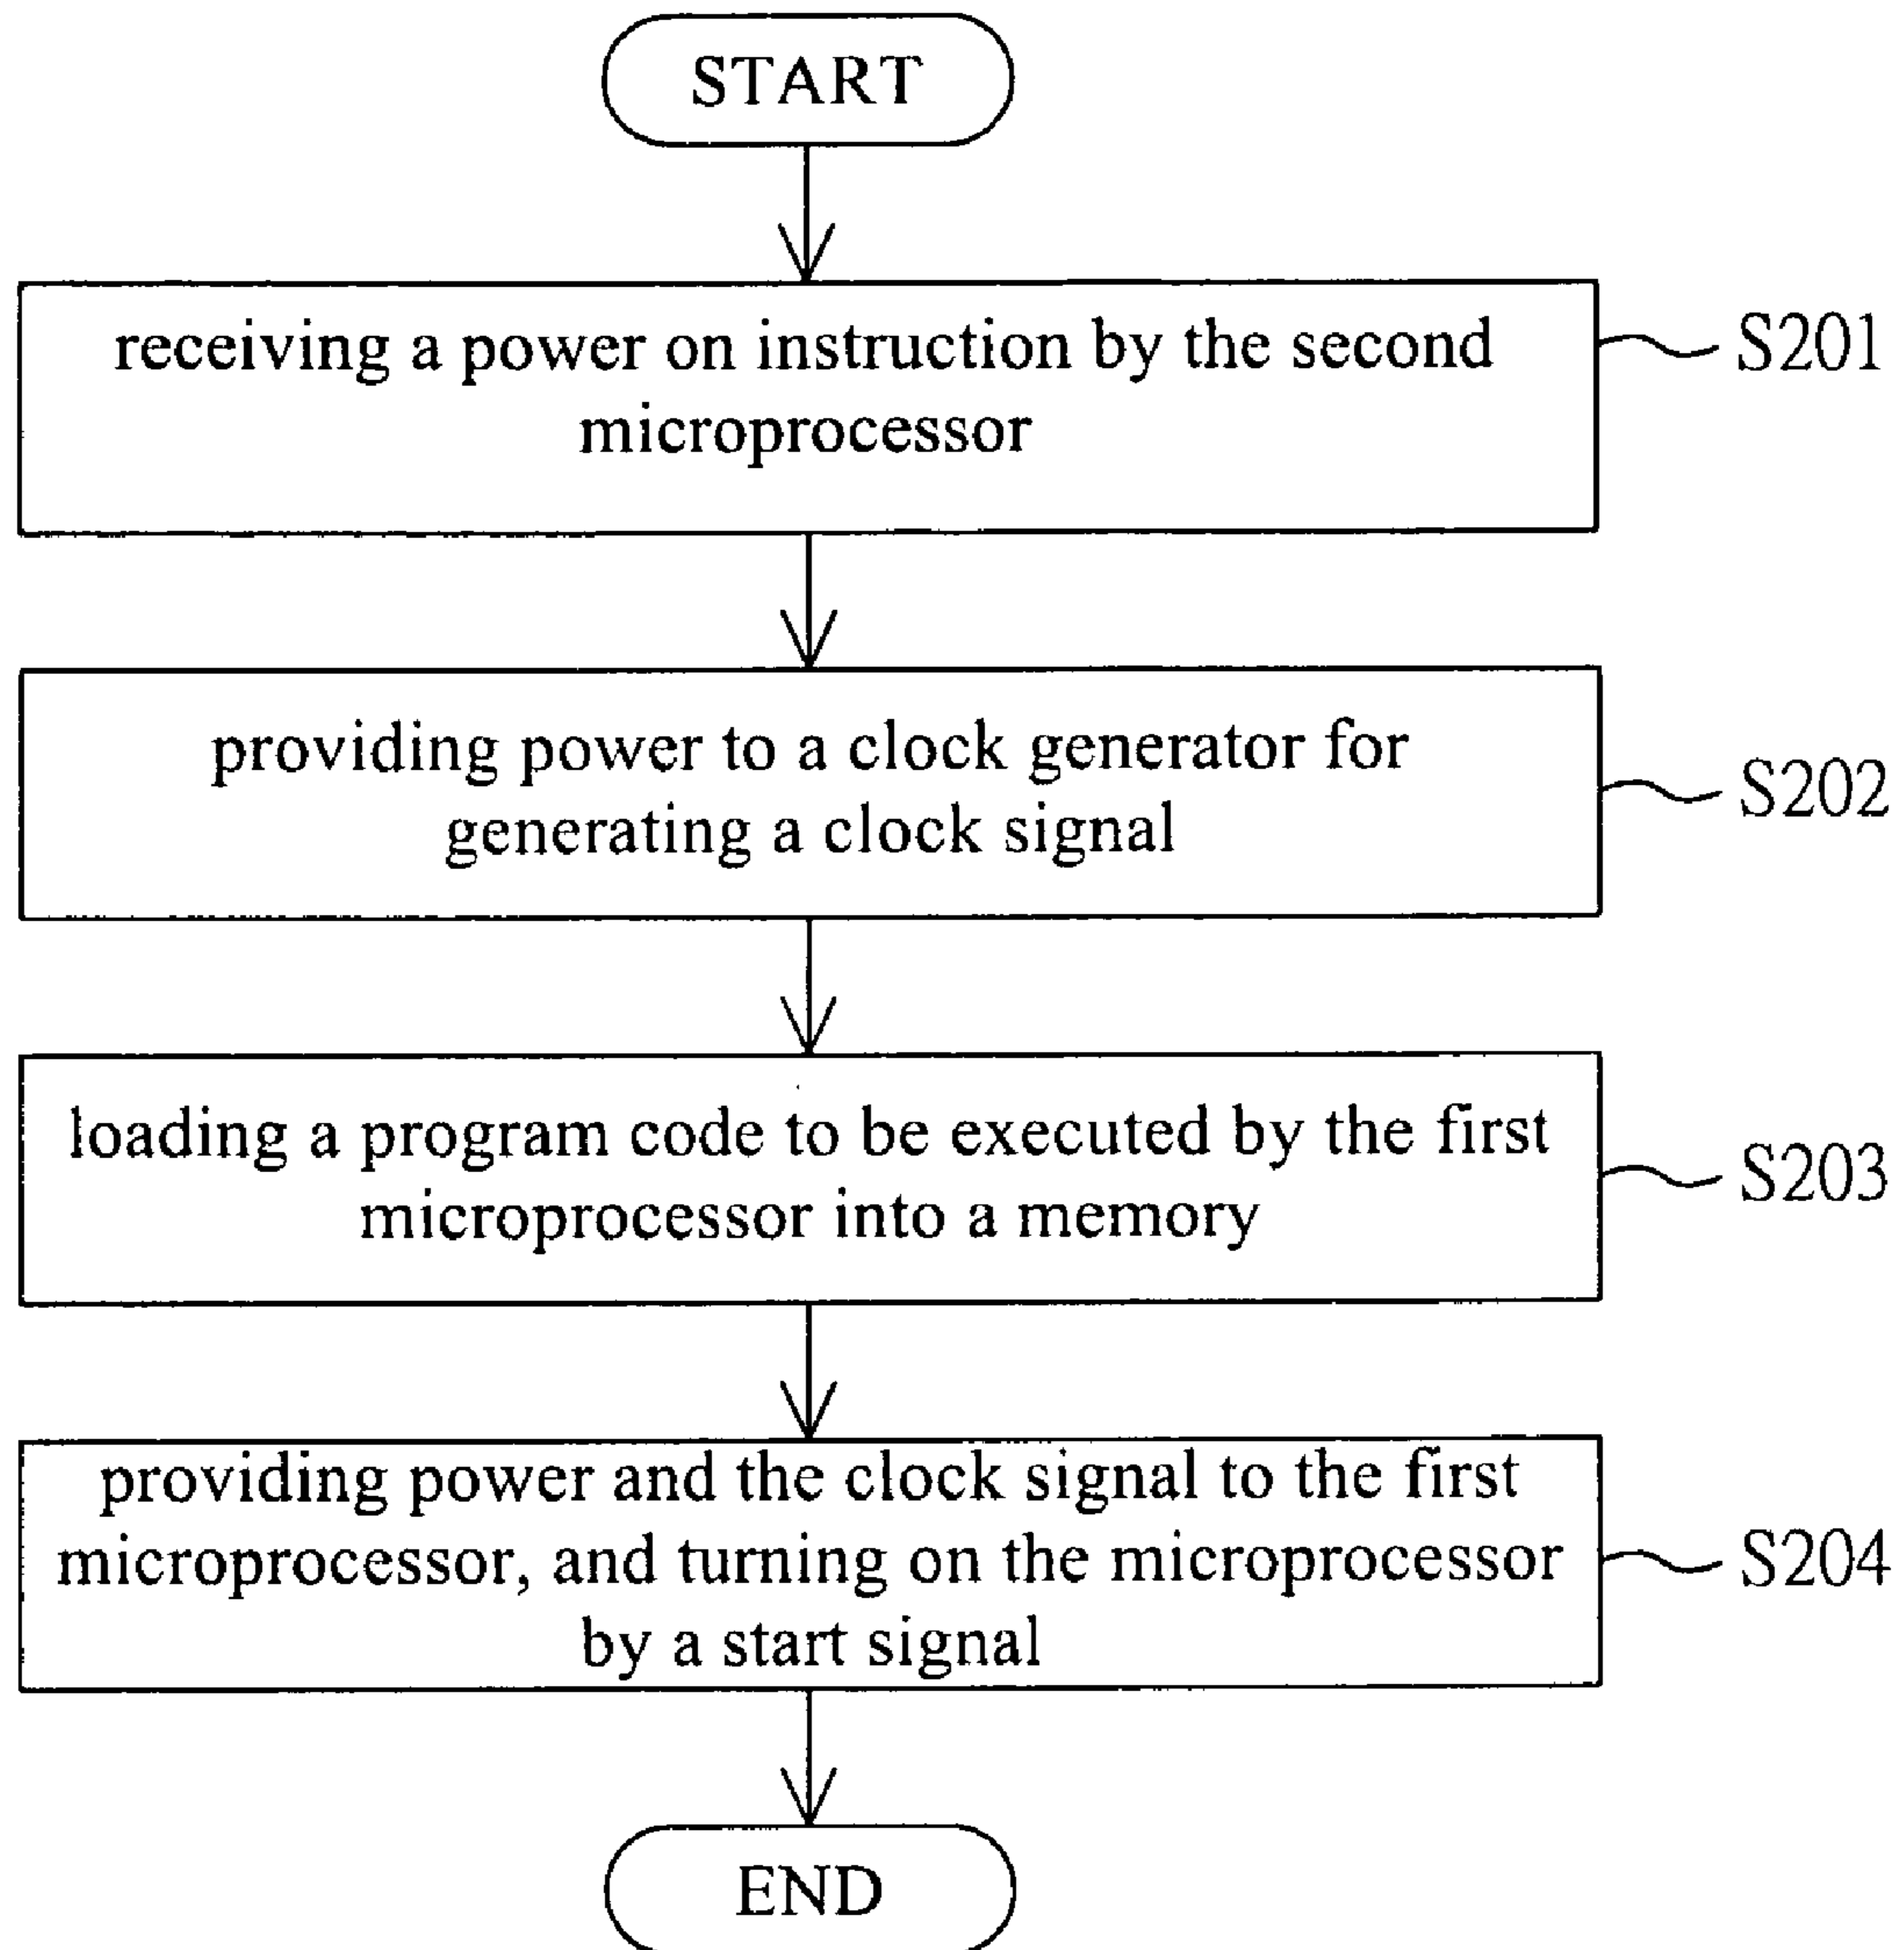 START
receiving a power on instruction by the second
microprocessor
S201
providing power to a clock generator for
generating a clock signal
S202
loading a program code to be executed by the first
microprocessor into a memory
S203
providing power and the clock signal to the first
microprocessor, and turning on the microprocessor
by a start signal
S204
END